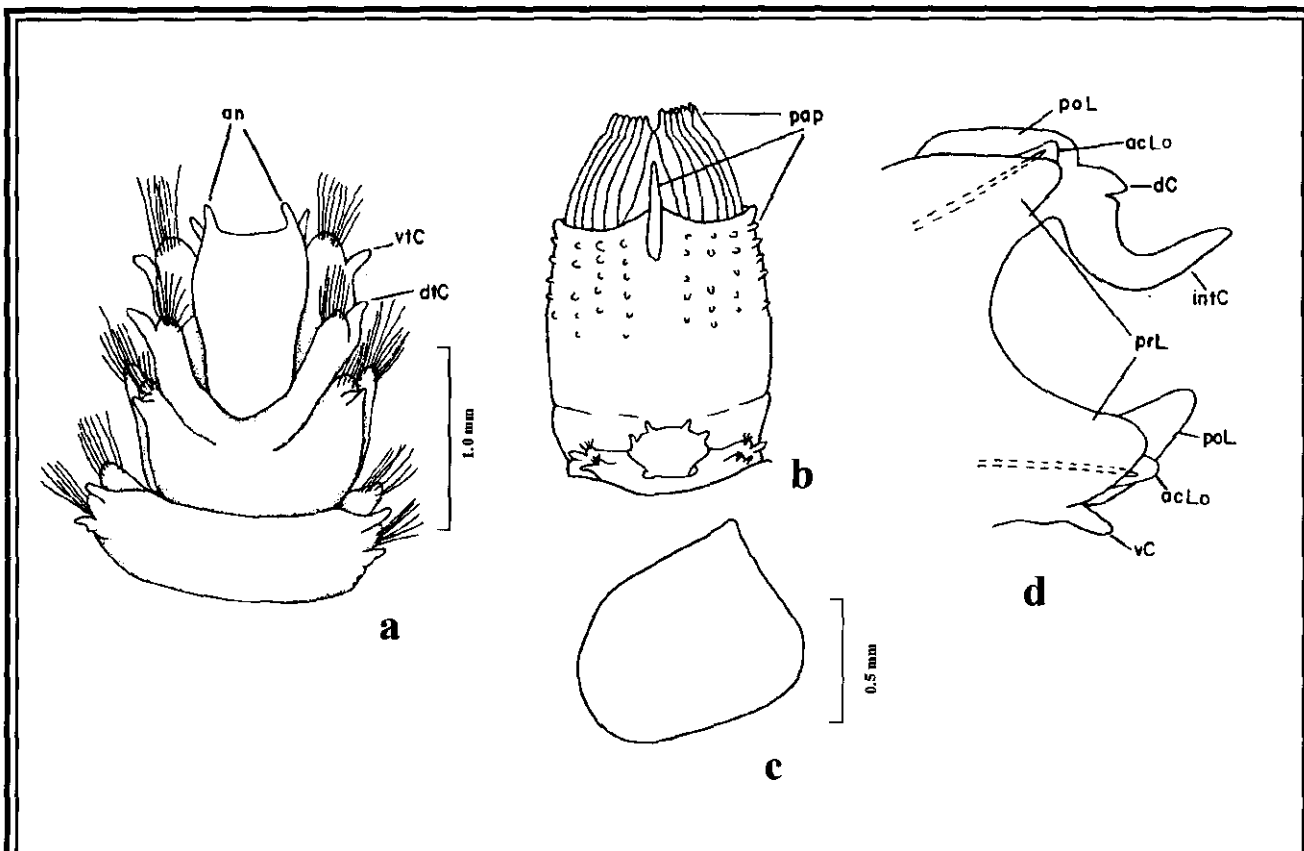 an
vtC
dtC
1.0 mm
a
pap
b
0.5 mm
c
poL
acLo
dC
intC
prL
poL
acLo
vC
d